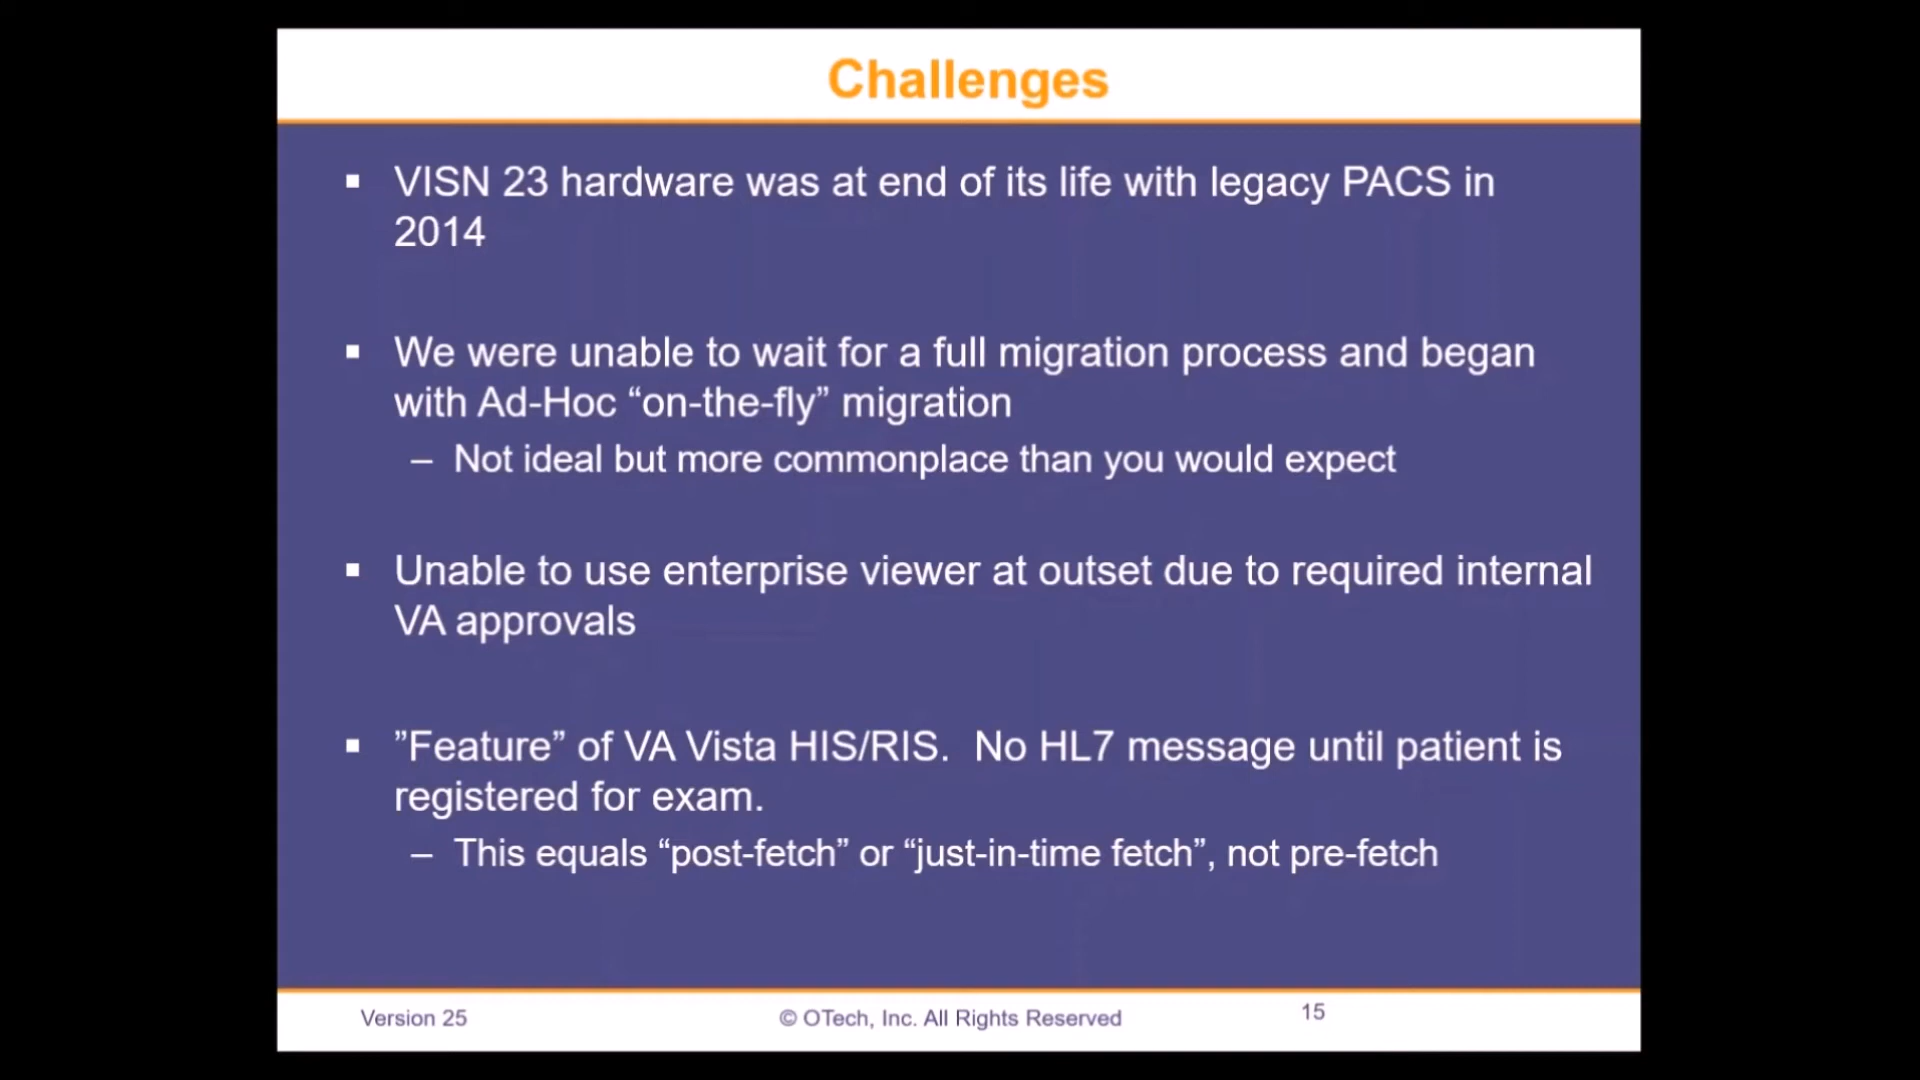 Challenges
▪ VISN 23 hardware was at end of its life with legacy PACS in
2014
▪ We were unable to wait for a full migration process and began
with Ad-Hoc “on-the-fly” migration
– Not ideal but more commonplace than you would expect
▪ Unable to use enterprise viewer at outset due to required internal
VA approvals
▪ ”Feature” of VA Vista HIS/RIS.  No HL7 message until patient is
registered for exam.
– This equals “post-fetch” or “just-in-time fetch”, not pre-fetch
Version 25
© OTech, Inc. All Rights Reserved
15